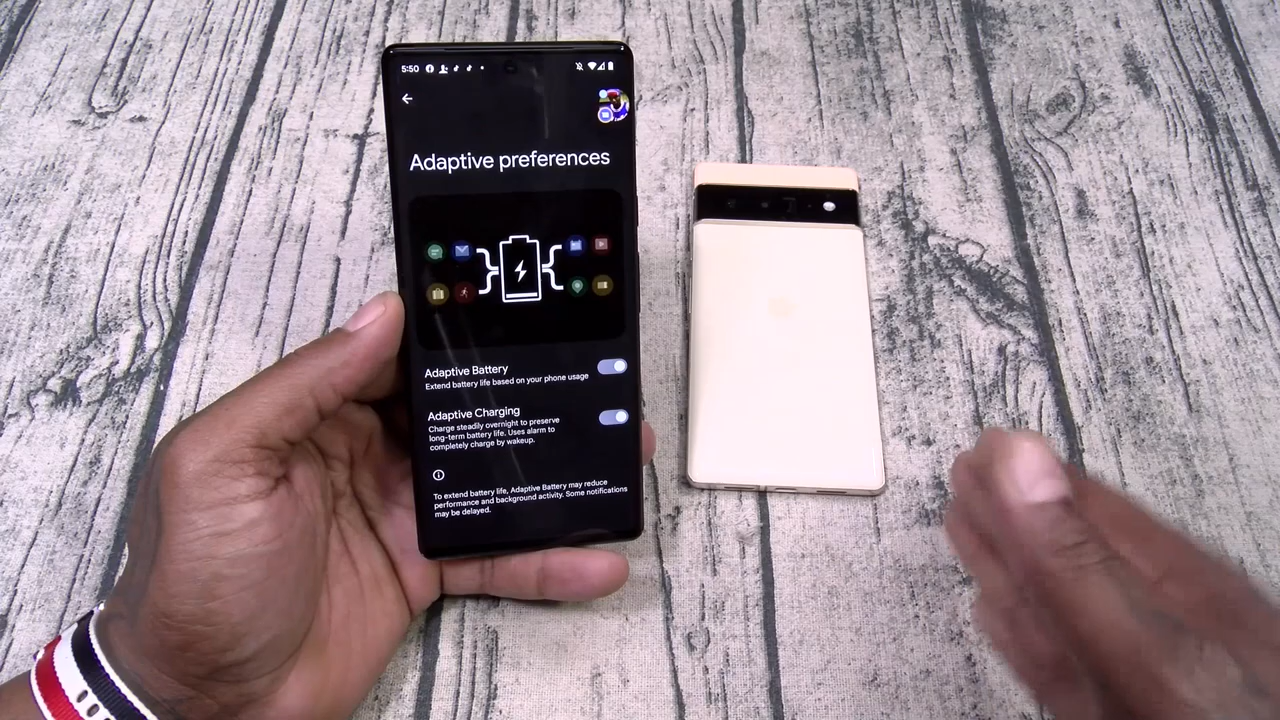 5:50
Adaptive preferences
Adaptive Battery
Extend battery life based on your phone usage
Adaptive Charging
Charge steadily overnight to preserve
long-term battery life. Uses alarm to
completely charge by wakeup.
To extend battery life, Adaptive Battery may reduce
performance and background activity. Some notifications
may be delayed.